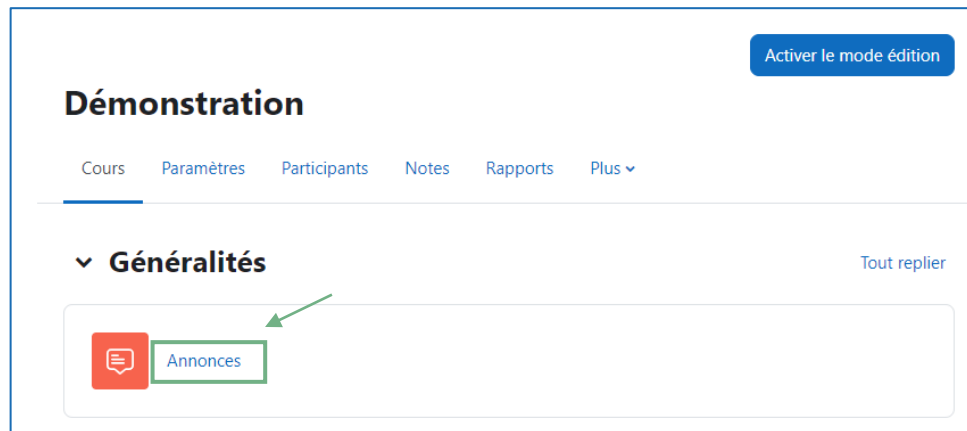 Activer le mode édition
Démonstration
Cours Paramètres Participants Notes Rapports Plus
Généralités
Tout replier
Annonces